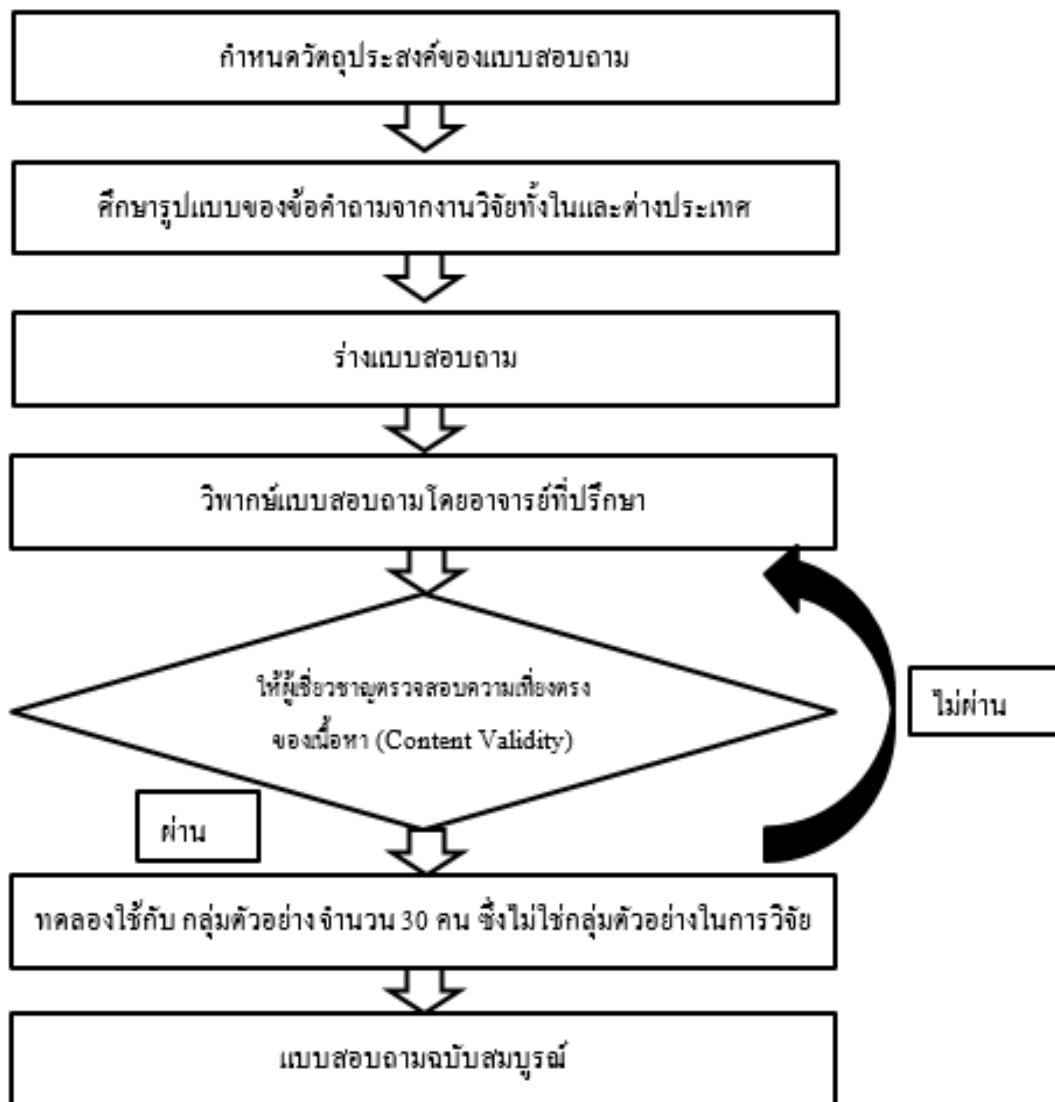 กำหนดวัตถุประสงค์ของแบบสอบถาม
ศึกษารูปแบบของข้อคำถามจากงานวิจัยทั้งในและต่างประเทศ
ร่างแบบสอบถาม
วิพากษ์แบบสอบถามโดยอาจารย์ที่ปรึกษา
ให้ผู้เชี่ยวชาญตรวจสอบความเที่ยงตรง
ของเนื้อหา (Content Validity)
ไม่ผ่าน
ผ่าน
ทดลองใช้กับ กลุ่มตัวอย่างจำนวน 30 คน ซึ่งไม่ใช่กลุ่มตัวอย่างในการวิจัย
แบบสอบถามฉบับสมบูรณ์